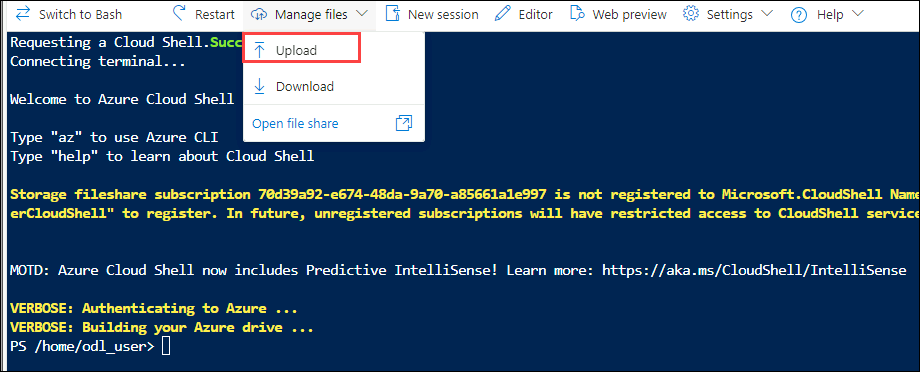 Switch to Bash Restart Manage files New session Editor Web preview Settings Help
Requesting a Cloud Shell.Succ
Upload
Connecting terminal...
Download
Welcome to Azure Cloud Shell
Open file share
Type "az" to use Azure CLI
Type "help" to learn about Cloud Shell
Storage fileshare subscription 70d39a92-e674-48da-9a70-a85661a1e997 is not registered to Microsoft.CloudShell Name
erCloudShell" to register. In future, unregistered subscriptions will have restricted access to CloudShell service
MOTD: Azure Cloud Shell now includes Predictive IntelliSense! Learn more: https://aka.ms/CloudShell/IntelliSense
VERBOSE: Authenticating to Azure ...
VERBOSE: Building your Azure drive ...
PS /home/odl_user>